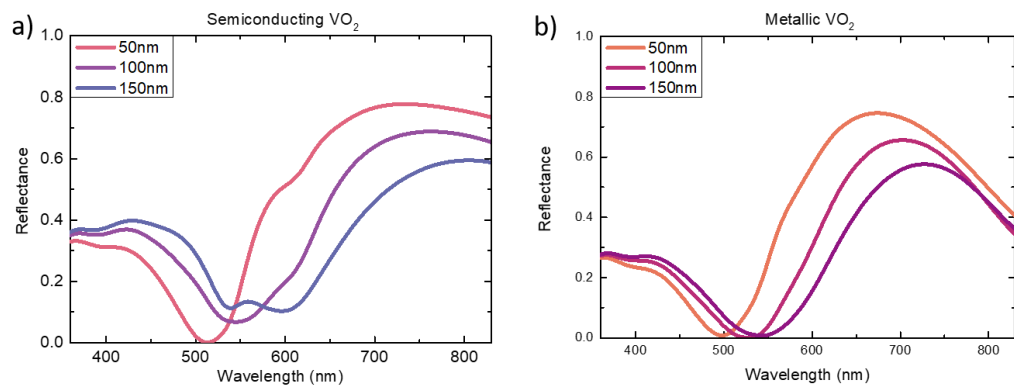 a)
Semiconducting VO₂
1.0
0.8
0.6
0.4
0.2
0.0
Reflectance
50nm
100nm
150nm
400
500
600
700
800
Wavelength (nm)
b)
Metallic VO₂
1.0
0.8
0.6
0.4
0.2
0.0
Reflectance
50nm
100nm
150nm
400
500
600
700
800
Wavelength (nm)